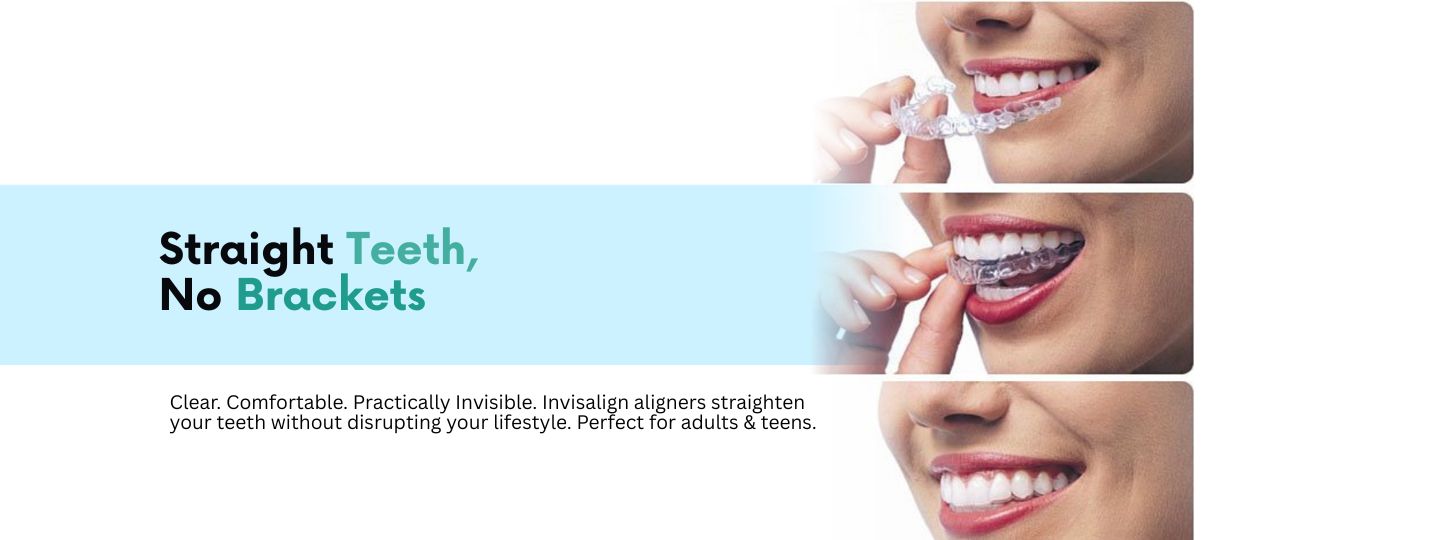 Straight Teeth,
No Brackets
Clear. Comfortable. Practically Invisible. Invisalign aligners straighten
your teeth without disrupting your lifestyle. Perfect for adults & teens.